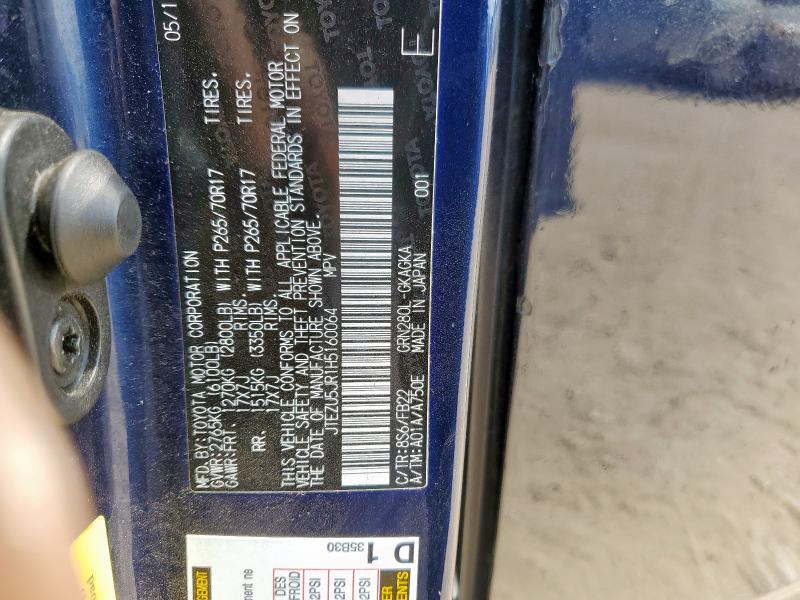 MFD. BY: TOYOTA MOTOR CORPORATION 05/1
GVWR: 2765KG (6100LB)
GAWR: FRT. 1270KG (2800LB) WITH P265/70R17 TIRES.
17X7J RIMS.
RR. 1515KG (3350LB) WITH P265/70R17 TIRES.
17X7J RIMS.
THIS VEHICLE CONFORMS TO ALL APPLICABLE FEDERAL MOTOR
VEHICLE SAFETY AND THEFT PREVENTION STANDARDS IN EFFECT ON
THE DATE OF MANUFACTURE SHOWN ABOVE.
JTEZU5JR1H5160064 MPV
C/TR: 8S6/FB22 GRN280L-GKAGKA 001 E
A/TM: A01A/A750E MADE IN JAPAN
TOYOTA
D1
35B30